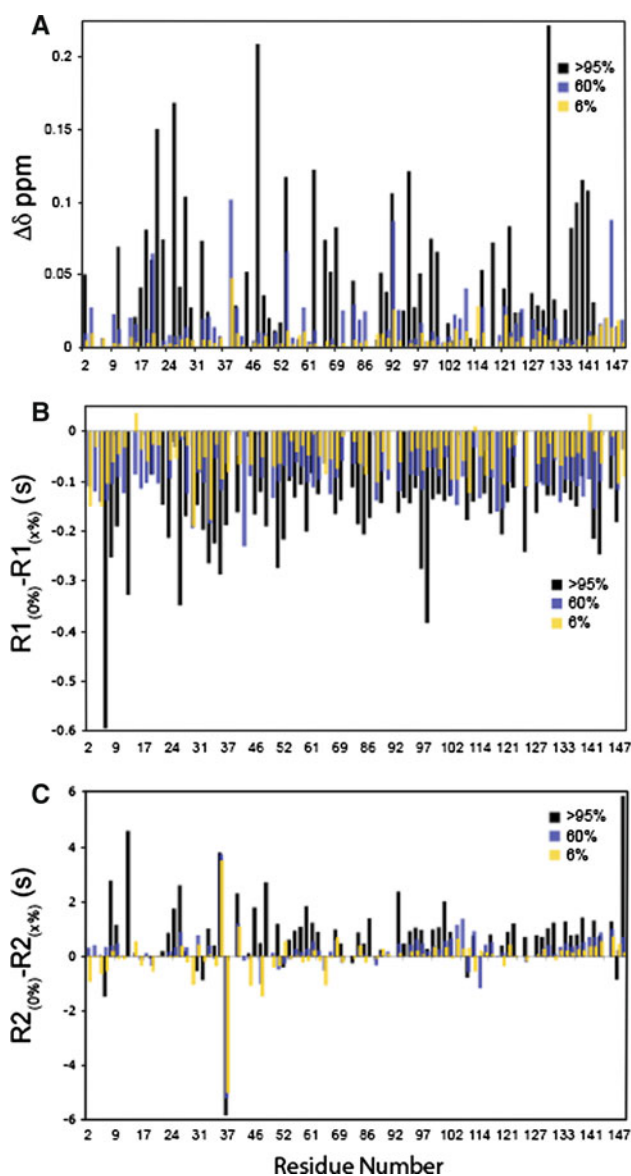 A
Δδ ppm
0.2
0.15
0.1
0.05
0
>95%
60%
6%
2 9 17 24 31 37 46 52 61 69 78 86 92 97 102 114 121 127 133 141 147
B
R1(0%)-R1(x%) (s)
0
-0.1
-0.2
-0.3
-0.4
-0.5
-0.6
>95%
60%
6%
2 9 17 24 31 37 46 52 61 69 78 86 92 97 102 114 121 127 133 141 147
C
R2(0%)-R2(x%) (s)
6
4
2
0
-2
-4
-6
>95%
60%
6%
2 9 17 24 31 37 46 52 61 69 78 86 92 97 102 114 121 127 133 141 147
Residue Number